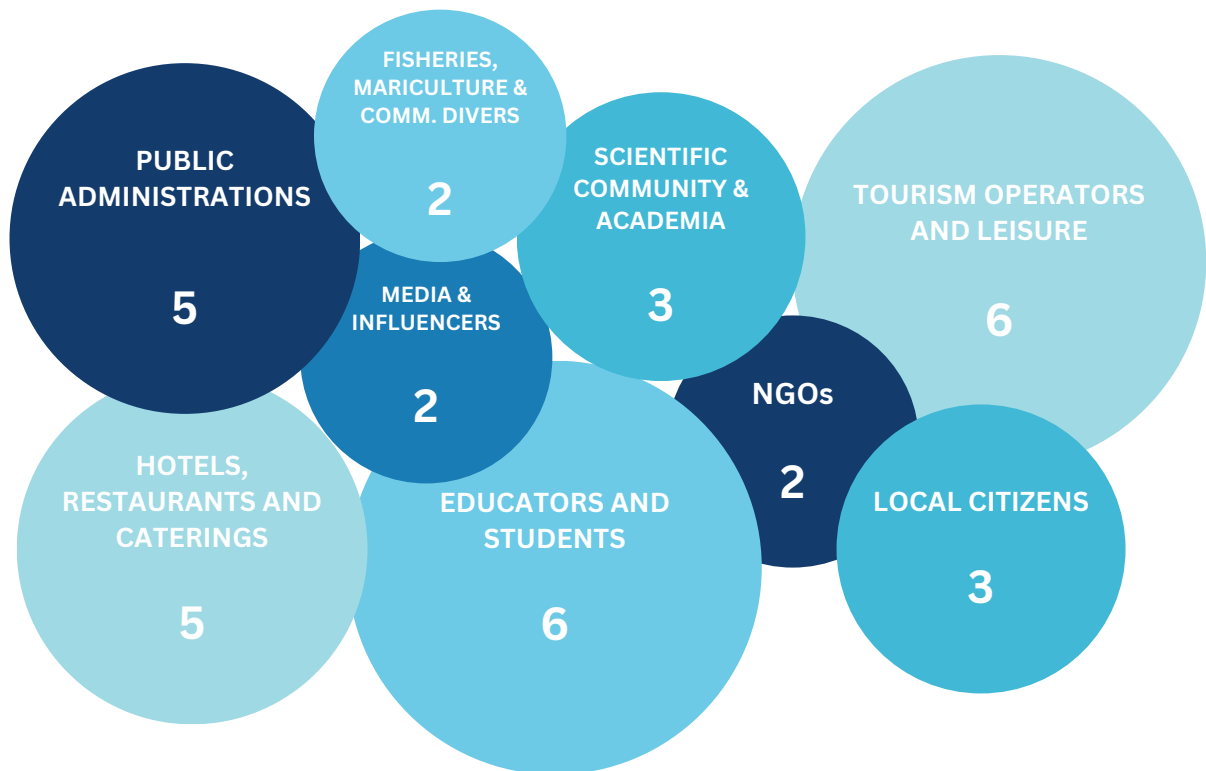 FISHERIES,
MARICULTURE &
COMM. DIVERS
2
PUBLIC
ADMINISTRATIONS
5
SCIENTIFIC
COMMUNITY &
ACADEMIA
3
TOURISM OPERATORS
AND LEISURE
6
MEDIA &
INFLUENCERS
2
NGOs
2
HOTELS,
RESTAURANTS AND
CATERINGS
5
EDUCATORS AND
STUDENTS
6
LOCAL CITIZENS
3